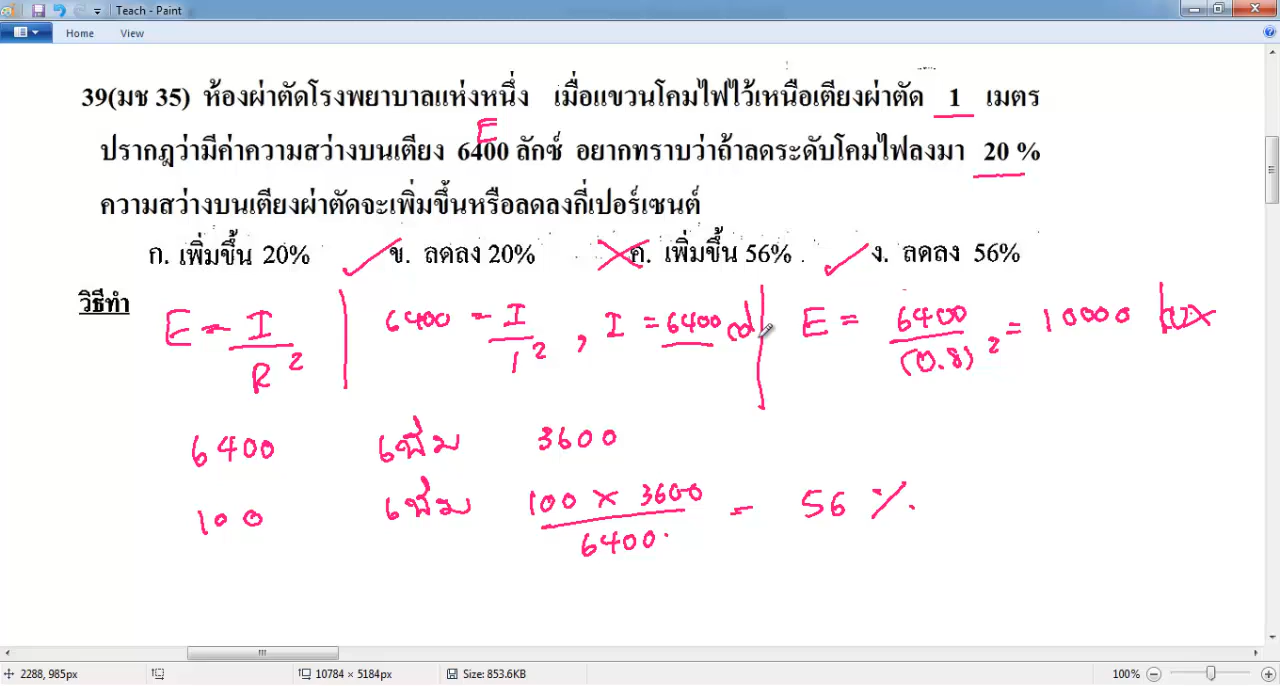 Teach - Paint
Home View
39(มช 35) ห้องผ่าตัดโรงพยาบาลแห่งหนึ่ง เมื่อแขวนโคมไฟไว้เหนือเตียงผ่าตัด 1 เมตร
E
ปรากฎว่ามีค่าความสว่างบนเตียง 6400 ลักซ์ อยากทราบว่าถ้าลดระดับโคมไฟลงมา 20 %
ความสว่างบนเตียงผ่าตัดจะเพิ่มขึ้นหรือลดลงกี่เปอร์เซนต์
ก. เพิ่มขึ้น 20% ข. ลดลง 20% ค. เพิ่มขึ้น 56% ง. ลดลง 56%
วิธีทำ E = I/R² 6400 = I/1², I = 6400 cd E = 6400/(0.8)² = 10000 lux
6400 เพิ่ม 3600
100 เพิ่ม 100 × 3600/6400 = 56 %
2288, 985px 10784 × 5184px Size: 853.6KB 100%